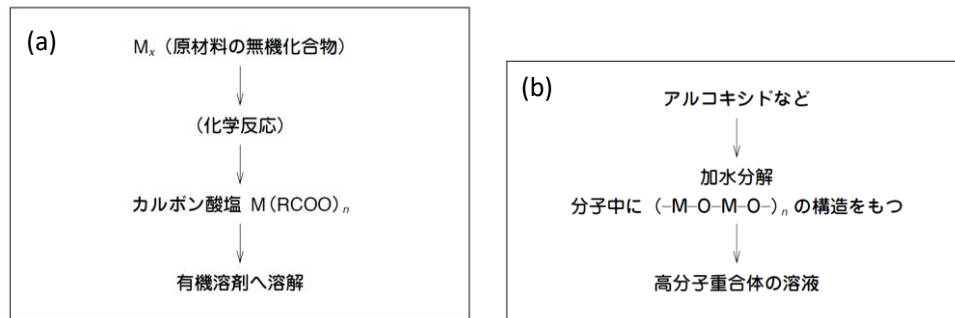 (a)
Mx（原材料の無機化合物）
（化学反応）
カルボン酸塩 M(RCOO)n
有機溶剤へ溶解
(b)
アルコキシドなど
加水分解
分子中に（–M–O–M–O–）n の構造をもつ
高分子重合体の溶液